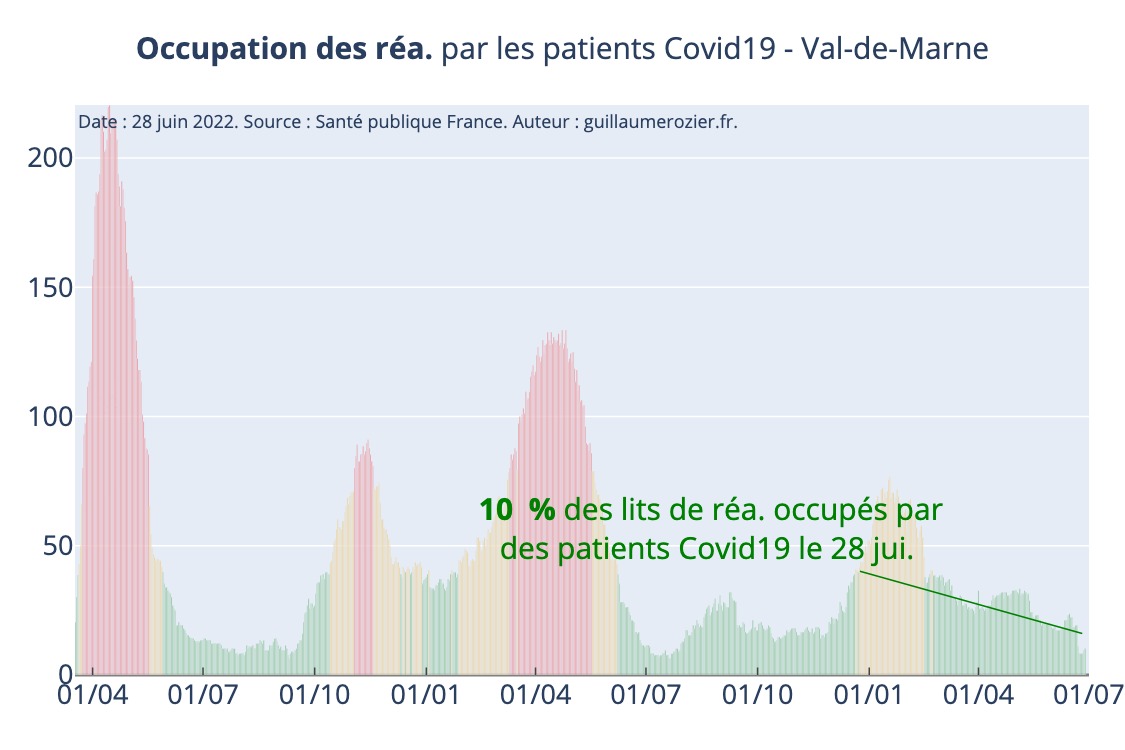 Occupation des réa. par les patients Covid19 - Val-de-Marne
Date : 28 juin 2022. Source : Santé publique France. Auteur : guillaumerozier.fr.
200
150
100
50
0
10 % des lits de réa. occupés par
des patients Covid19 le 28 jui.
01/04 01/07 01/10 01/01 01/04 01/07 01/10 01/01 01/04 01/07